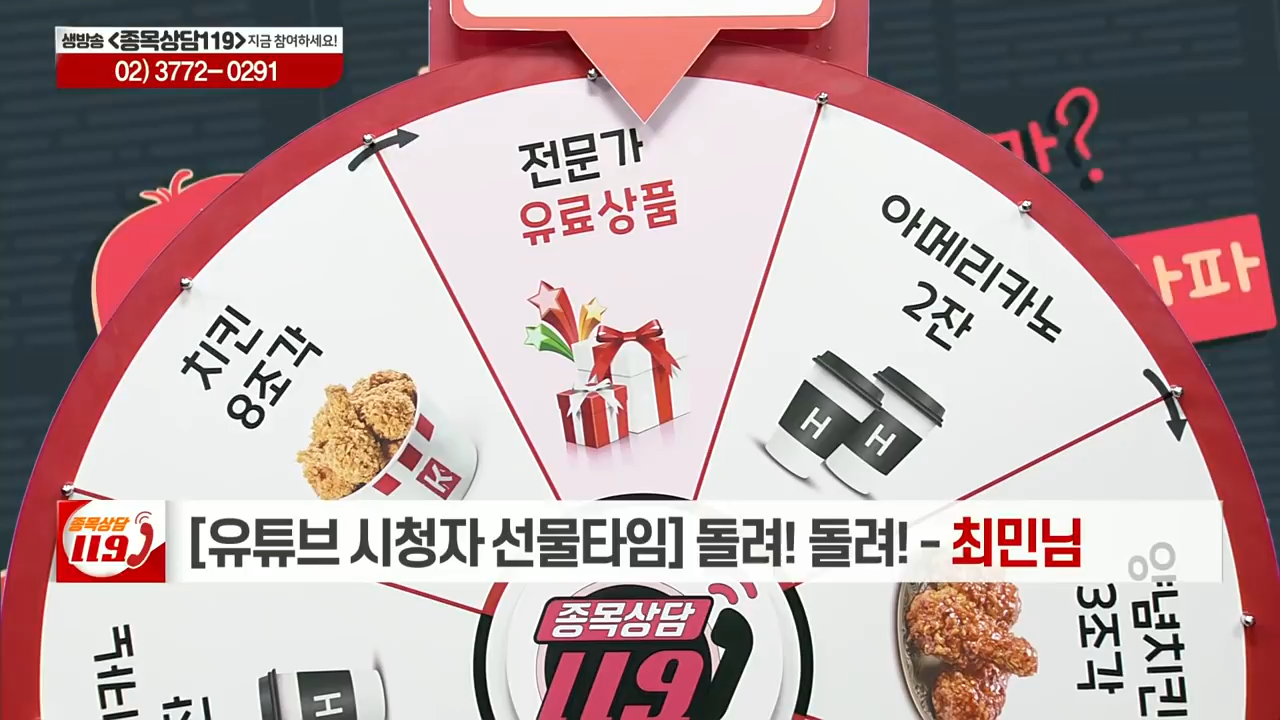 생방송 <종목상담119> 지금 참여하세요!
02) 3772-0291
까?
사파
전문가
유료상품
아메리카노
2잔
치킨
8조각
K
H
H
종목상담
119
[유튜브 시청자 선물타임] 돌려! 돌려! - 최민님
양념치킨
3조각
종목상담
119
H